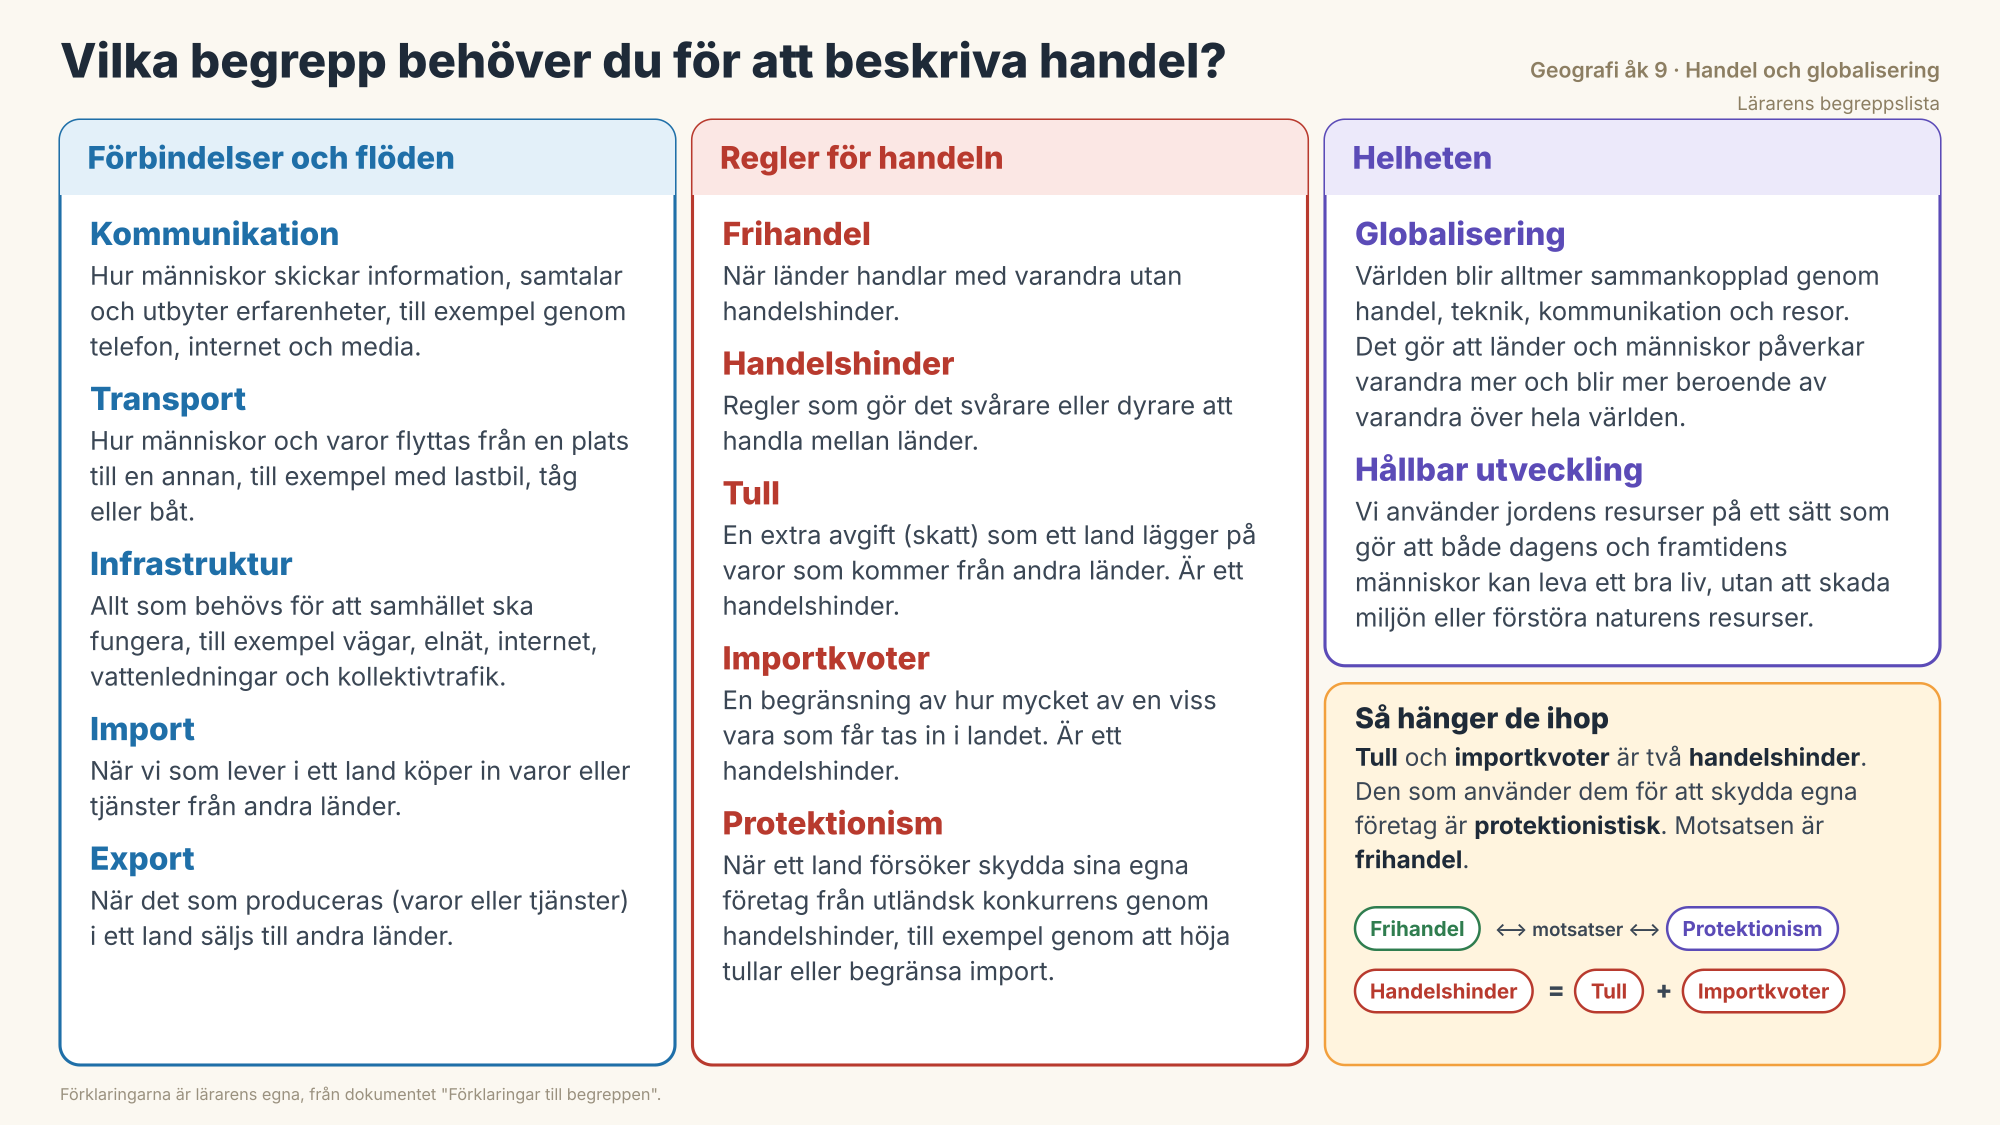 Vilka begrepp behöver du för att beskriva handel?
Geografi åk 9 · Handel och globalisering
Lärarens begreppslista
Förbindelser och flöden
Kommunikation
Hur människor skickar information, samtalar
och utbyter erfarenheter, till exempel genom
telefon, internet och media.
Transport
Hur människor och varor flyttas från en plats
till en annan, till exempel med lastbil, tåg
eller båt.
Infrastruktur
Allt som behövs för att samhället ska
fungera, till exempel vägar, elnät, internet,
vattenledningar och kollektivtrafik.
Import
När vi som lever i ett land köper in varor eller
tjänster från andra länder.
Export
När det som produceras (varor eller tjänster)
i ett land säljs till andra länder.
Regler för handeln
Frihandel
När länder handlar med varandra utan
handelshinder.
Handelshinder
Regler som gör det svårare eller dyrare att
handla mellan länder.
Tull
En extra avgift (skatt) som ett land lägger på
varor som kommer från andra länder. Är ett
handelshinder.
Importkvoter
En begränsning av hur mycket av en viss
vara som får tas in i landet. Är ett
handelshinder.
Protektionism
När ett land försöker skydda sina egna
företag från utländsk konkurrens genom
handelshinder, till exempel genom att höja
tullar eller begränsa import.
Helheten
Globalisering
Världen blir alltmer sammankopplad genom
handel, teknik, kommunikation och resor.
Det gör att länder och människor påverkar
varandra mer och blir mer beroende av
varandra över hela världen.
Hållbar utveckling
Vi använder jordens resurser på ett sätt som
gör att både dagens och framtidens
människor kan leva ett bra liv, utan att skada
miljön eller förstöra naturens resurser.
Så hänger de ihop
Tull och importkvoter är två handelshinder.
Den som använder dem för att skydda egna
företag är protektionistisk. Motsatsen är
frihandel.
Frihandel ⟷ motsatser ⟷ Protektionism
Handelshinder = Tull + Importkvoter
Förklaringarna är lärarens egna, från dokumentet "Förklaringar till begreppen".